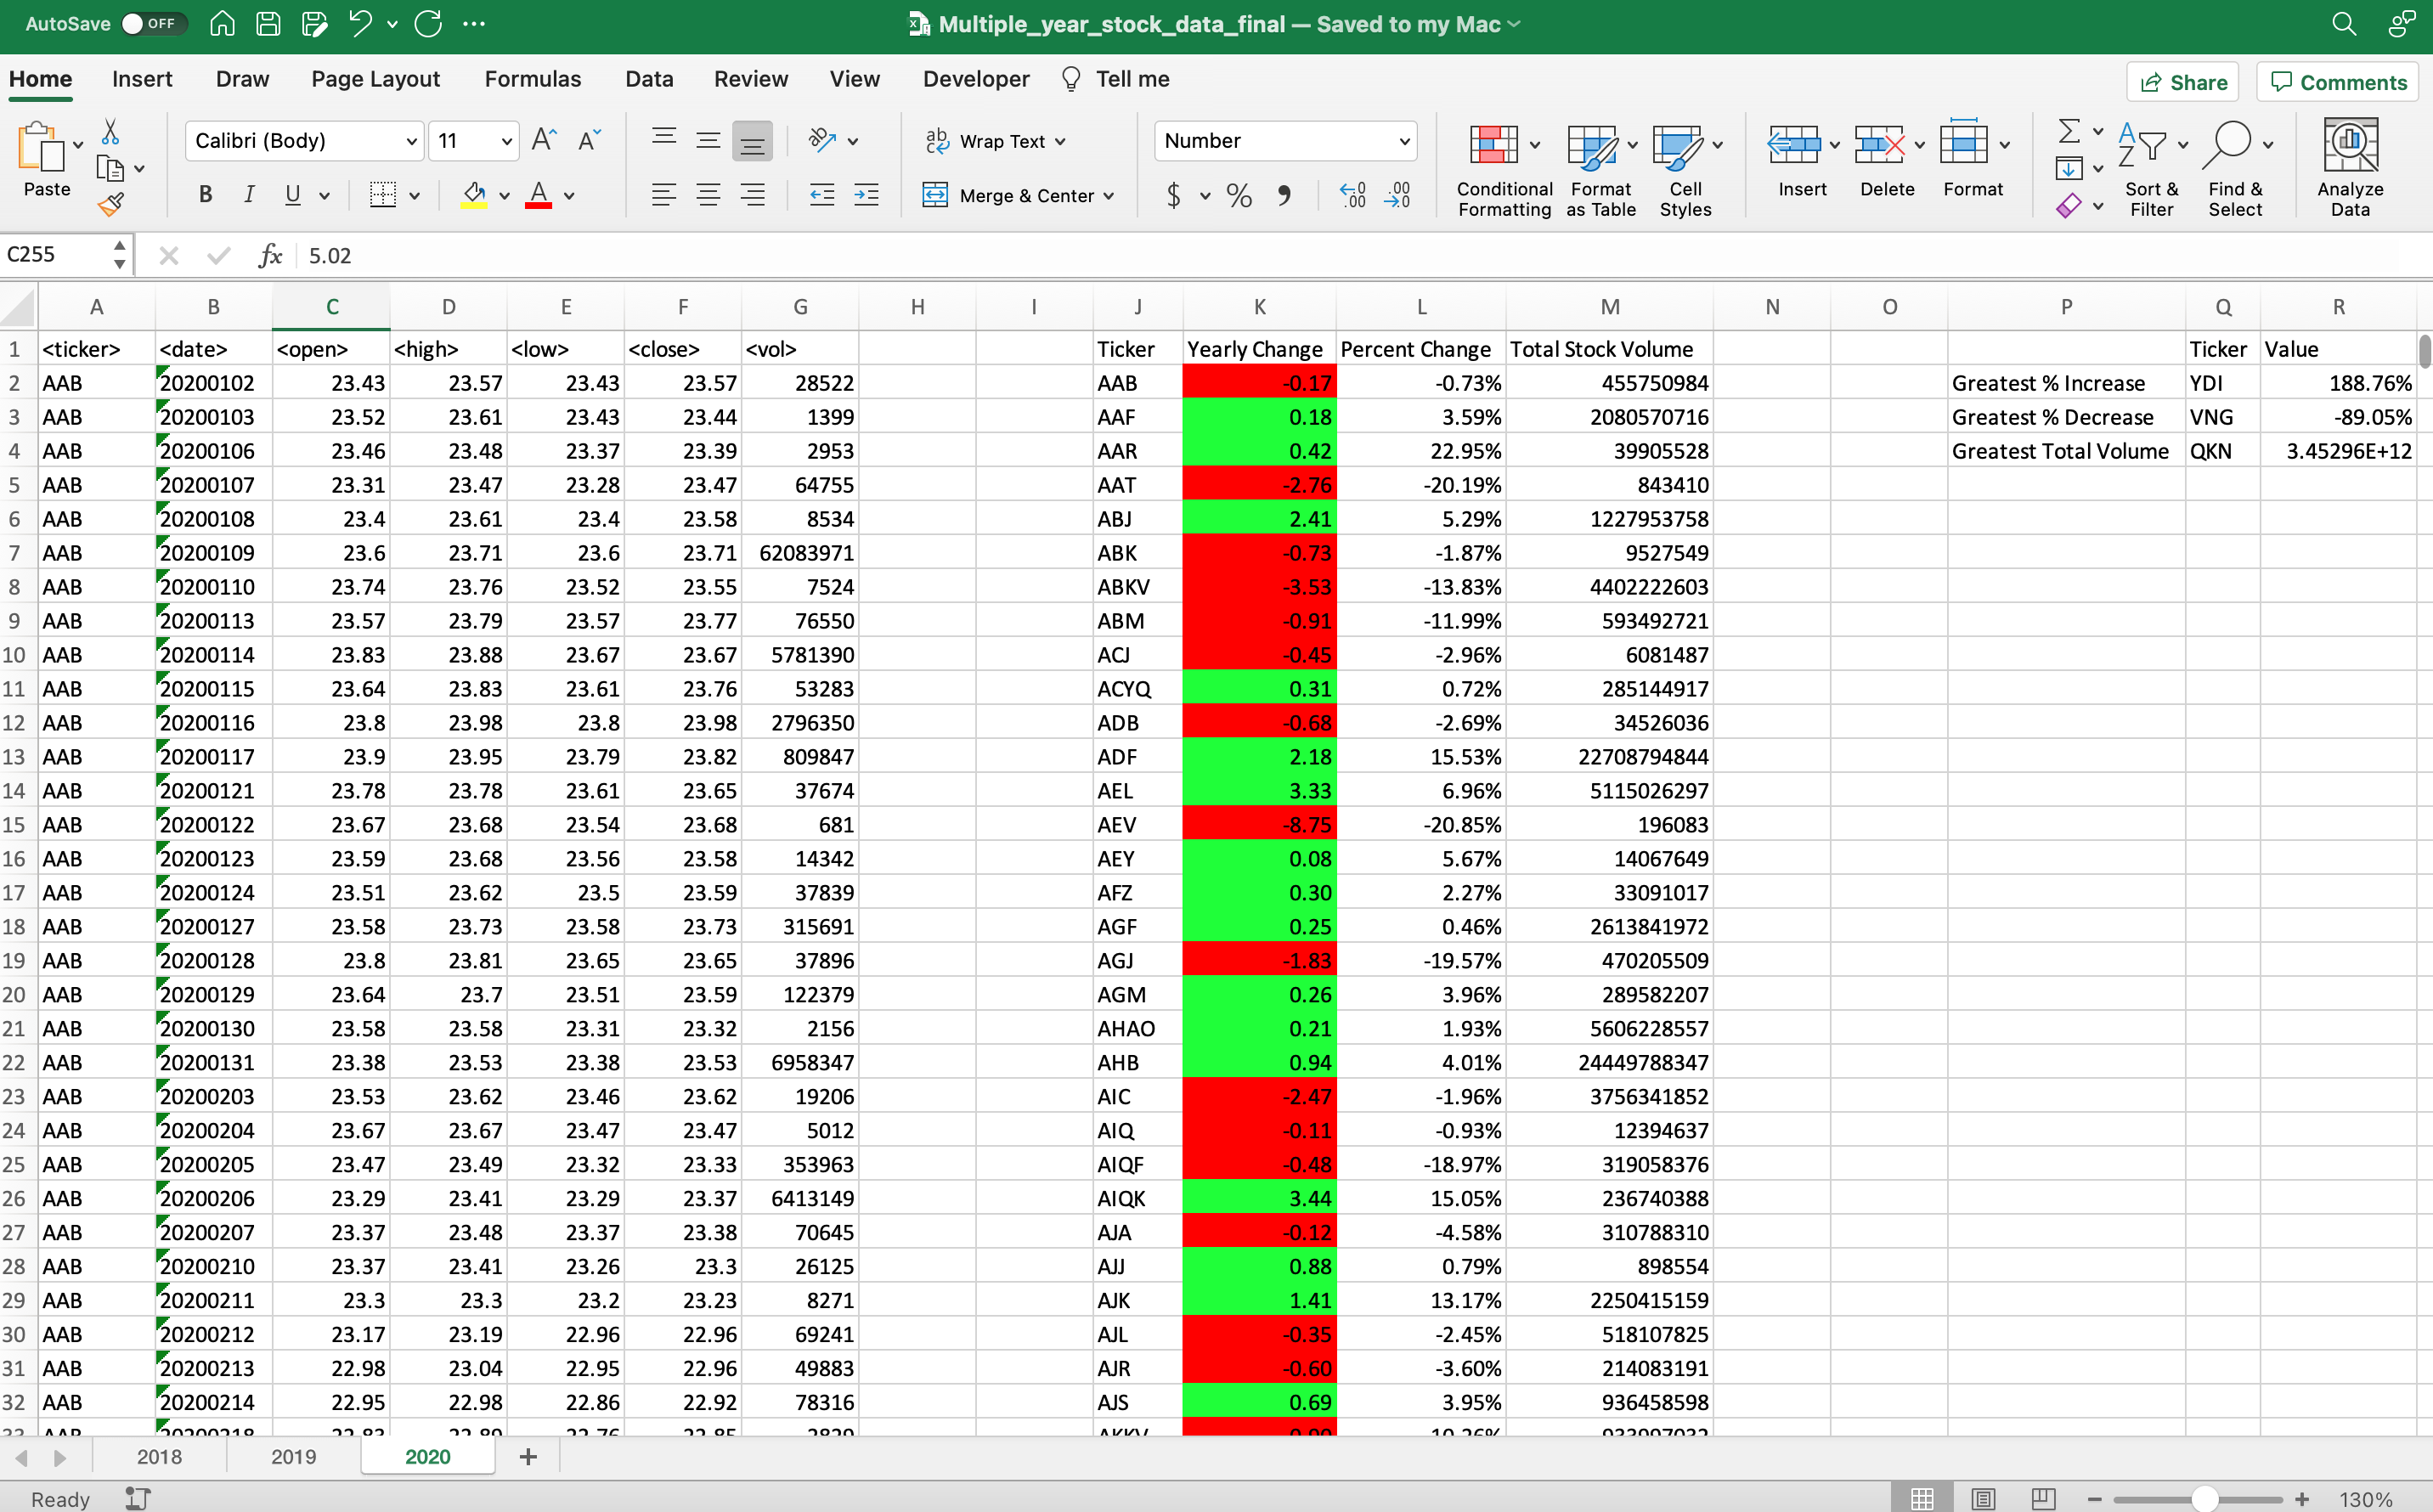 AutoSave OFF Multiple_year_stock_data_final — Saved to my Mac
Home Insert Draw Page Layout Formulas Data Review View Developer Tell me Share Comments
Paste Calibri (Body) 11 A A Wrap Text Number Conditional Formatting Format as Table Cell Styles Insert Delete Format Sort & Filter Find & Select Analyze Data
B I U A Merge & Center $ % 9 .00 .00
C255 fx 5.02
A B C D E F G H I J K L M N O P Q R
1 <ticker> <date> <open> <high> <low> <close> <vol> Ticker Yearly Change Percent Change Total Stock Volume Ticker Value
2 AAB 20200102 23.43 23.57 23.43 23.57 28522 AAB -0.17 -0.73% 455750984 Greatest % Increase YDI 188.76%
3 AAB 20200103 23.52 23.61 23.43 23.44 1399 AAF 0.18 3.59% 2080570716 Greatest % Decrease VNG -89.05%
4 AAB 20200106 23.46 23.48 23.37 23.39 2953 AAR 0.42 22.95% 39905528 Greatest Total Volume QKN 3.45296E+12
5 AAB 20200107 23.31 23.47 23.28 23.47 64755 AAT -2.76 -20.19% 843410
6 AAB 20200108 23.4 23.61 23.4 23.58 8534 ABJ 2.41 5.29% 1227953758
7 AAB 20200109 23.6 23.71 23.6 23.71 62083971 ABK -0.73 -1.87% 9527549
8 AAB 20200110 23.74 23.76 23.52 23.55 7524 ABKV -3.53 -13.83% 4402222603
9 AAB 20200113 23.57 23.79 23.57 23.77 76550 ABM -0.91 -11.99% 593492721
10 AAB 20200114 23.83 23.88 23.67 23.67 5781390 ACJ -0.45 -2.96% 6081487
11 AAB 20200115 23.64 23.83 23.61 23.76 53283 ACYQ 0.31 0.72% 285144917
12 AAB 20200116 23.8 23.98 23.8 23.98 2796350 ADB -0.68 -2.69% 34526036
13 AAB 20200117 23.9 23.95 23.79 23.82 809847 ADF 2.18 15.53% 22708794844
14 AAB 20200121 23.78 23.78 23.61 23.65 37674 AEL 3.33 6.96% 5115026297
15 AAB 20200122 23.67 23.68 23.54 23.68 681 AEV -8.75 -20.85% 196083
16 AAB 20200123 23.59 23.68 23.56 23.58 14342 AEY 0.08 5.67% 14067649
17 AAB 20200124 23.51 23.62 23.5 23.59 37839 AFZ 0.30 2.27% 33091017
18 AAB 20200127 23.58 23.73 23.58 23.73 315691 AGF 0.25 0.46% 2613841972
19 AAB 20200128 23.8 23.81 23.65 23.65 37896 AGJ -1.83 -19.57% 470205509
20 AAB 20200129 23.64 23.7 23.51 23.59 122379 AGM 0.26 3.96% 289582207
21 AAB 20200130 23.58 23.58 23.31 23.32 2156 AHAO 0.21 1.93% 5606228557
22 AAB 20200131 23.38 23.53 23.38 23.53 6958347 AHB 0.94 4.01% 24449788347
23 AAB 20200203 23.53 23.62 23.46 23.62 19206 AIC -2.47 -1.96% 3756341852
24 AAB 20200204 23.67 23.67 23.47 23.47 5012 AIQ -0.11 -0.93% 12394637
25 AAB 20200205 23.47 23.49 23.32 23.33 353963 AIQF -0.48 -18.97% 319058376
26 AAB 20200206 23.29 23.41 23.29 23.37 6413149 AIQK 3.44 15.05% 236740388
27 AAB 20200207 23.37 23.48 23.37 23.38 70645 AJA -0.12 -4.58% 310788310
28 AAB 20200210 23.37 23.41 23.26 23.3 26125 AJJ 0.88 0.79% 898554
29 AAB 20200211 23.3 23.3 23.2 23.23 8271 AJK 1.41 13.17% 2250415159
30 AAB 20200212 23.17 23.19 22.96 22.96 69241 AJL -0.35 -2.45% 518107825
31 AAB 20200213 22.98 23.04 22.95 22.96 49883 AJR -0.60 -3.60% 214083191
32 AAB 20200214 22.95 22.98 22.86 22.92 78316 AJS 0.69 3.95% 936458598
2018 2019 2020 +
Ready 130%